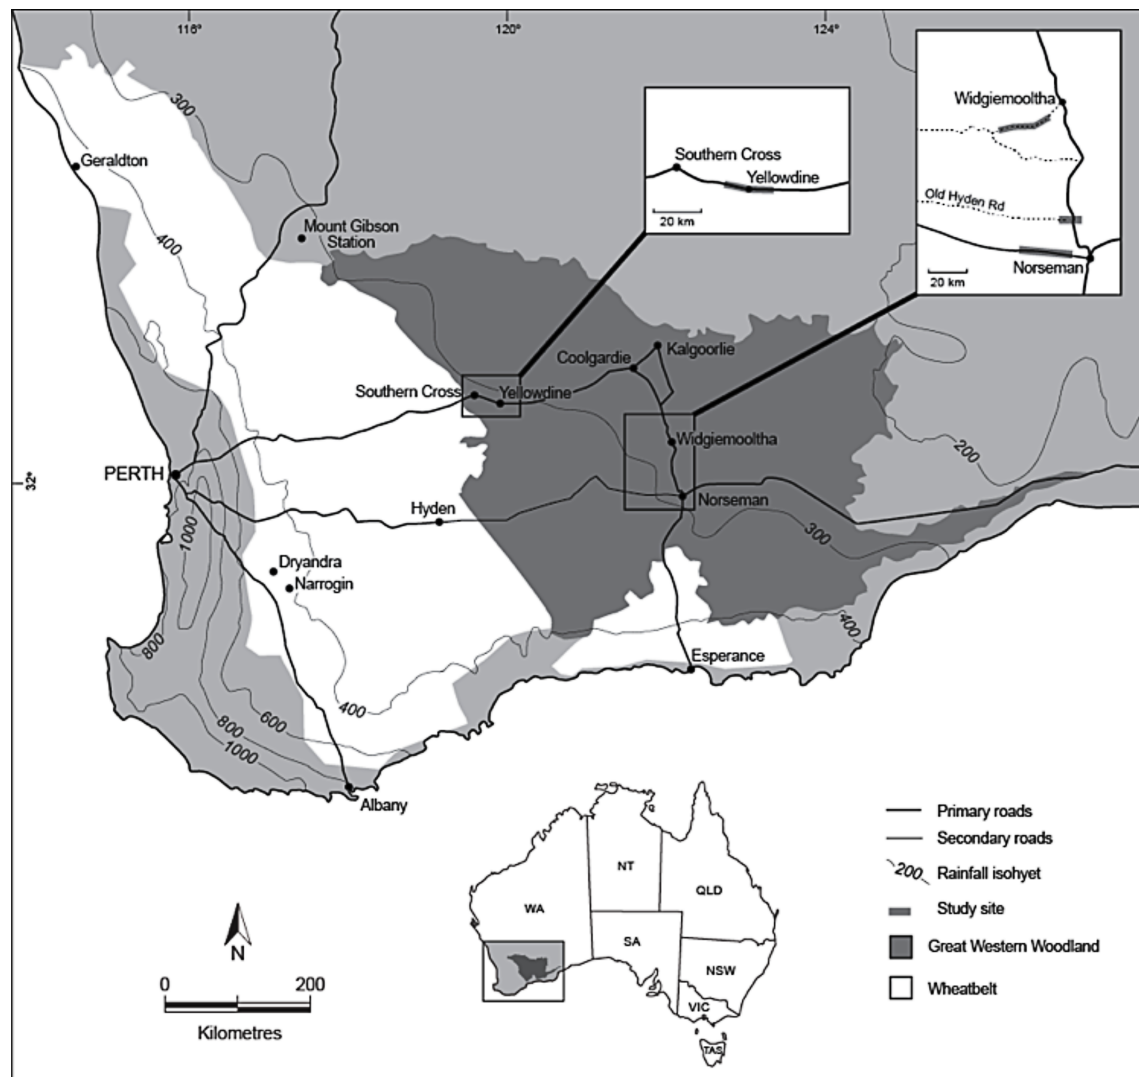 116°
120°
124°
32°
300
Geraldton
400
Mount Gibson
Station
Southern Cross
Yellowdine
20 km
Widgiemooltha
Old Hyden Rd
Norseman
20 km
Coolgardie
Kalgoorlie
Southern Cross
Yellowdine
Widgiemooltha
200
PERTH
Norseman
Hyden
300
1000
Dryandra
Narrogin
400
800
Esperance
400
600
800
1000
Albany
N
0
200
Kilometres
WA
NT
QLD
SA
NSW
VIC
TAS
Primary roads
Secondary roads
200
Rainfall isohyet
Study site
Great Western Woodland
Wheatbelt